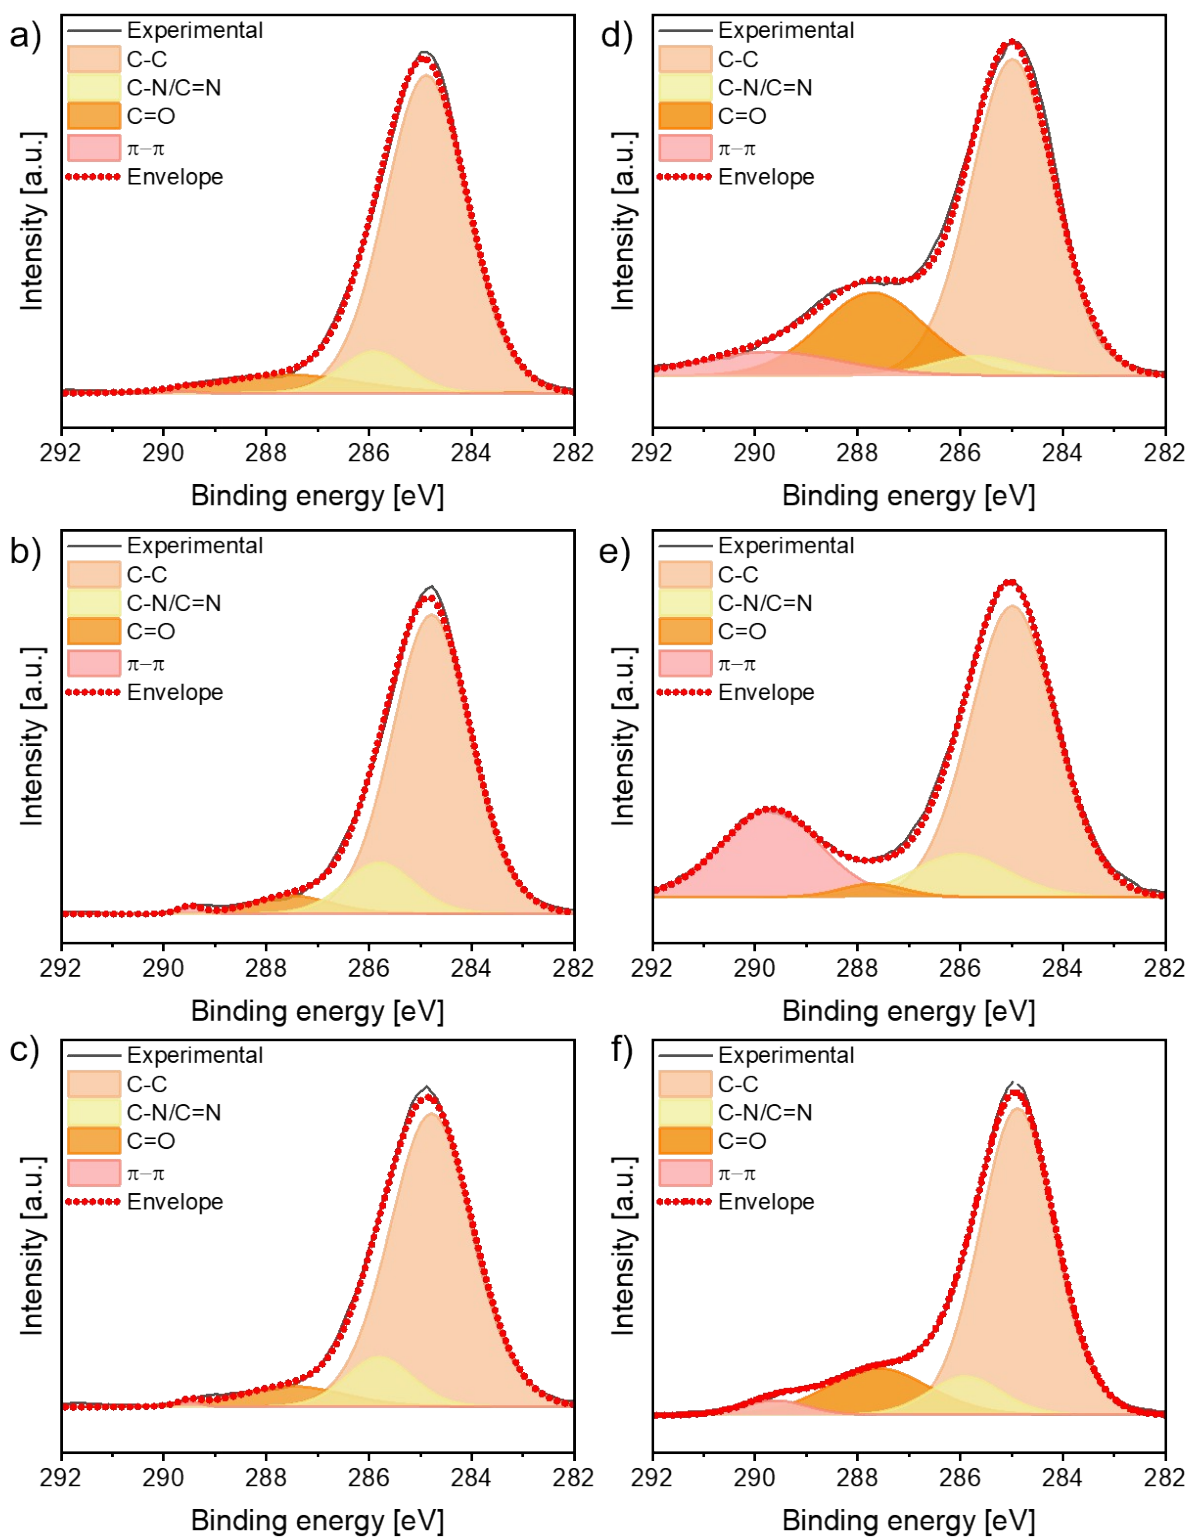 a)
Experimental
C-C
C-N/C=N
C=O
π–π
Envelope
Intensity [a.u.]
292 290 288 286 284 282
Binding energy [eV]
d)
Experimental
C-C
C-N/C=N
C=O
π–π
Envelope
Intensity [a.u.]
292 290 288 286 284 282
Binding energy [eV]
b)
Experimental
C-C
C-N/C=N
C=O
π–π
Envelope
Intensity [a.u.]
292 290 288 286 284 282
Binding energy [eV]
e)
Experimental
C-C
C-N/C=N
C=O
π–π
Envelope
Intensity [a.u.]
292 290 288 286 284 282
Binding energy [eV]
c)
Experimental
C-C
C-N/C=N
C=O
π–π
Envelope
Intensity [a.u.]
292 290 288 286 284 282
Binding energy [eV]
f)
Experimental
C-C
C-N/C=N
C=O
π–π
Envelope
Intensity [a.u.]
292 290 288 286 284 282
Binding energy [eV]